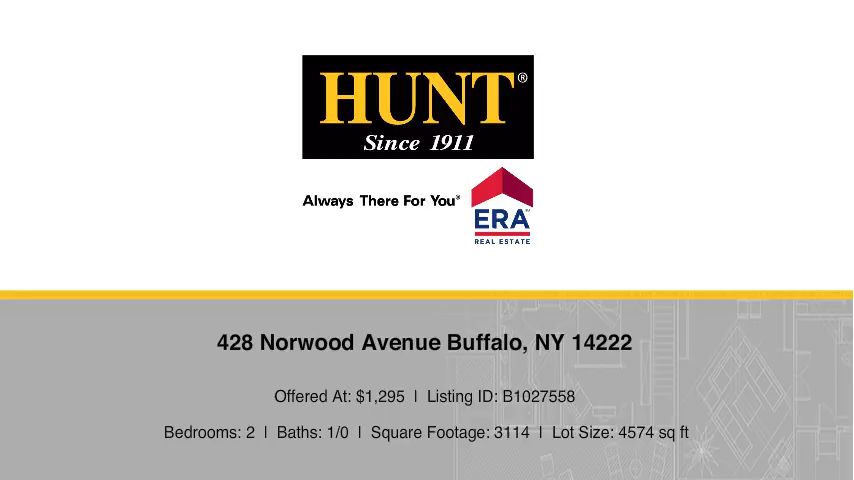 HUNT®
Since 1911
Always There For You®
ERA
REAL ESTATE
428 Norwood Avenue Buffalo, NY 14222
Offered At: $1,295 | Listing ID: B1027558
Bedrooms: 2 | Baths: 1/0 | Square Footage: 3114 | Lot Size: 4574 sq ft